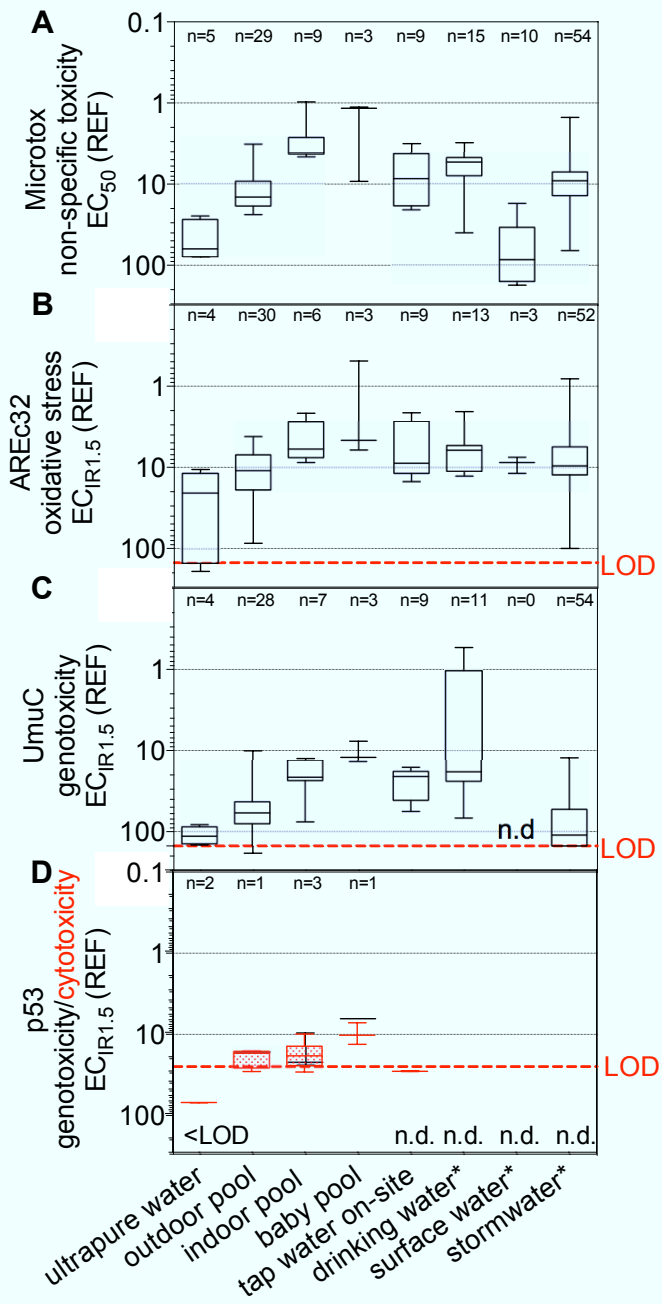 A
0.1
n=5 n=29 n=9 n=3 n=9 n=15 n=10 n=54
1
10
100
Microtox
non-specific toxicity
EC50 (REF)
B
n=4 n=30 n=6 n=3 n=9 n=13 n=3 n=52
1
10
100
AREc32
oxidative stress
ECIR1.5 (REF)
LOD
C
n=4 n=28 n=7 n=3 n=9 n=11 n=0 n=54
1
10
100
UmuC
genotoxicity
ECIR1.5 (REF)
n.d
LOD
D
0.1
n=2 n=1 n=3 n=1
1
10
100
p53
genotoxicity/cytotoxicity
ECIR1.5 (REF)
LOD
<LOD n.d. n.d. n.d. n.d.
ultrapure water
outdoor pool
indoor pool
baby pool
tap water on-site
drinking water*
surface water*
stormwater*